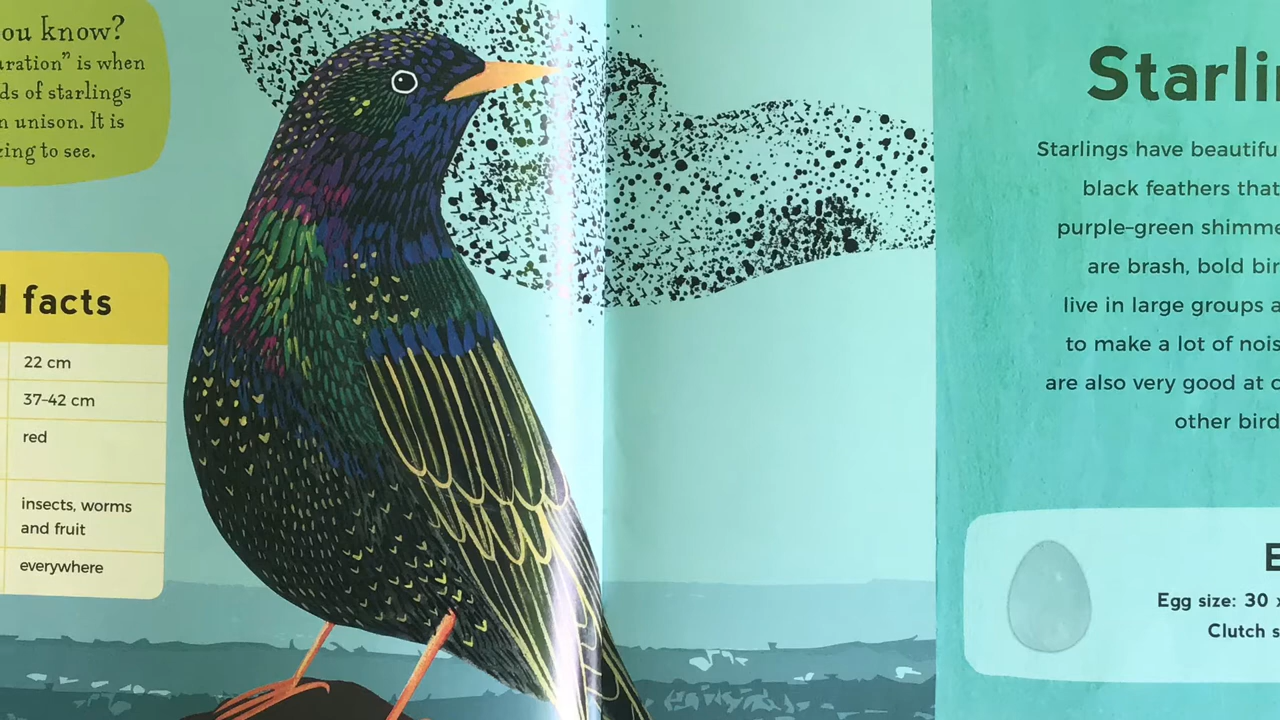 ou know?
uration" is when
ds of starlings
n unison. It is
ing to see.
d facts
22 cm
37–42 cm
red
insects, worms
and fruit
everywhere
Starlin
Starlings have beautifu
black feathers that
purple–green shimme
are brash, bold bir
live in large groups a
to make a lot of nois
are also very good at c
other bird
E
Egg size: 30 x
Clutch s